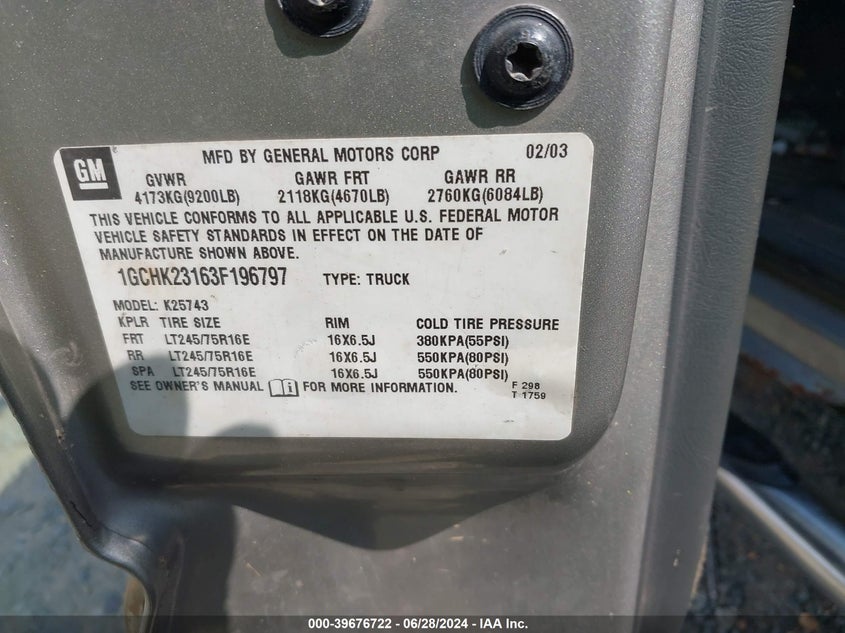 GM
MFD BY GENERAL MOTORS CORP 02/03
GVWR GAWR FRT GAWR RR
4173KG(9200LB) 2118KG(4670LB) 2760KG(6084LB)
THIS VEHICLE CONFORMS TO ALL APPLICABLE U.S. FEDERAL MOTOR
VEHICLE SAFETY STANDARDS IN EFFECT ON THE DATE OF
MANUFACTURE SHOWN ABOVE.
1GCHK23163F196797 TYPE: TRUCK
MODEL: K25743
KPLR TIRE SIZE RIM COLD TIRE PRESSURE
FRT LT245/75R16E 16X6.5J 380KPA(55PSI)
RR LT245/75R16E 16X6.5J 550KPA(80PSI)
SPA LT245/75R16E 16X6.5J 550KPA(80PSI)
SEE OWNER'S MANUAL i FOR MORE INFORMATION. F 298
T 1759
000-39676722 - 06/28/2024 - IAA Inc.